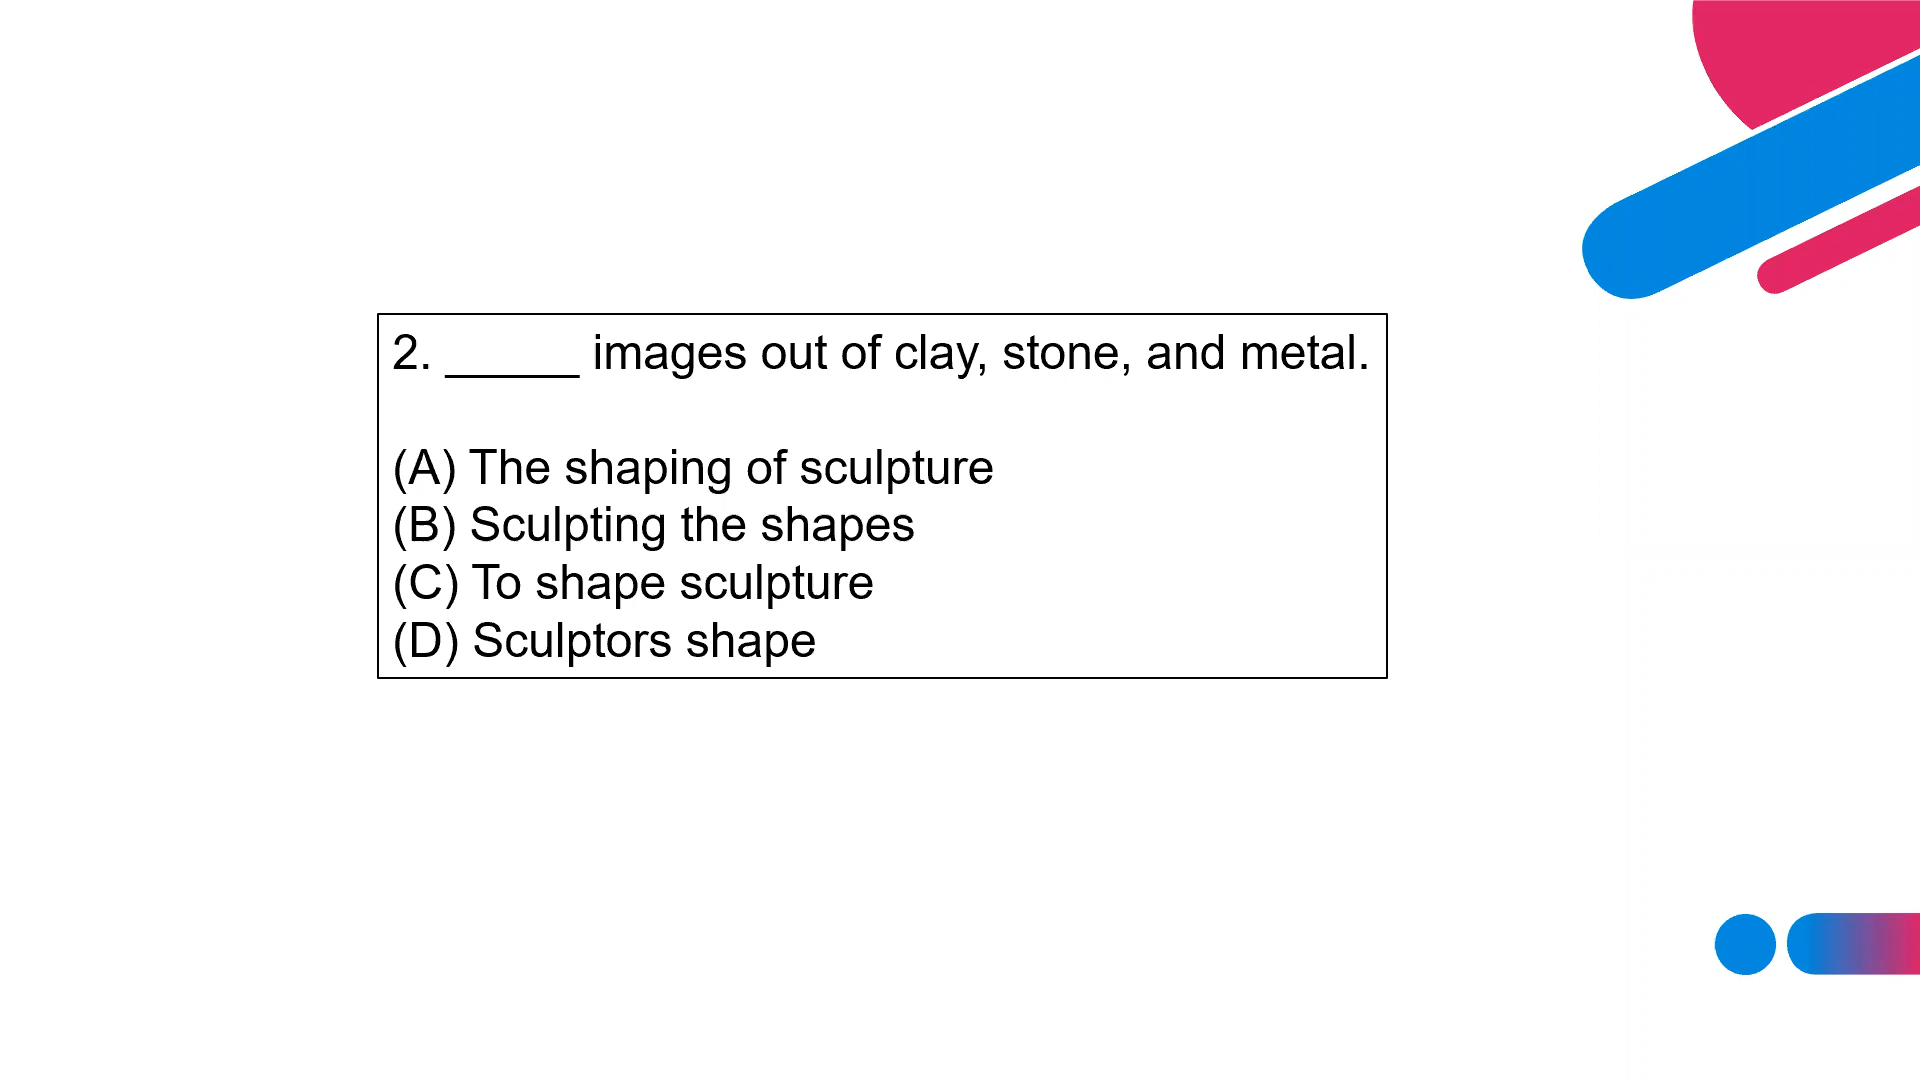 2. _____ images out of clay, stone, and metal.
(A) The shaping of sculpture
(B) Sculpting the shapes
(C) To shape sculpture
(D) Sculptors shape